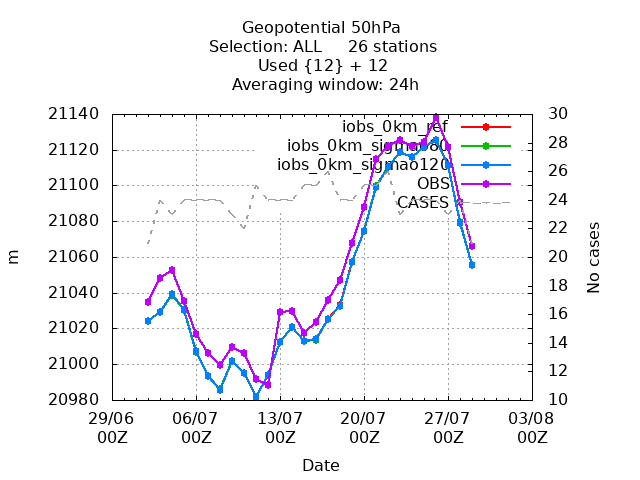 Geopotential 50hPa
Selection: ALL 26 stations
Used {12} + 12
Averaging window: 24h
21140
21120
21100
21080
21060
21040
21020
21000
20980
m
30
28
26
24
22
20
18
16
14
12
10
No cases
iobs_0km_ref
iobs_0km_sigmao80
iobs_0km_sigmao120
OBS
CASES
29/06 06/07 13/07 20/07 27/07 03/08
00Z 00Z 00Z 00Z 00Z 00Z
Date